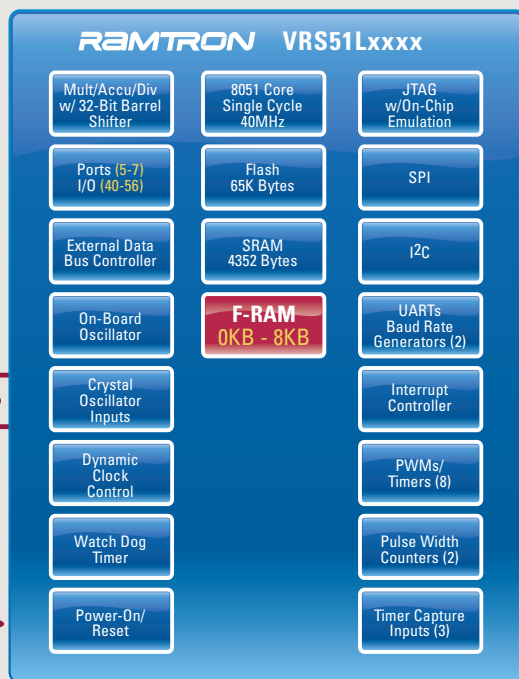 RAMTRON VRS51Lxxxx
Mult/Accu/Div
w/ 32-Bit Barrel
Shifter
8051 Core
Single Cycle
40MHz
JTAG
w/On-Chip
Emulation
Ports (5-7)
I/O (40-56)
Flash
65K Bytes
SPI
External Data
Bus Controller
SRAM
4352 Bytes
I²C
On-Board
Oscillator
F-RAM
0KB - 8KB
UARTs
Baud Rate
Generators (2)
Crystal
Oscillator
Inputs
Interrupt
Controller
Dynamic
Clock
Control
PWMs/
Timers (8)
Watch Dog
Timer
Pulse Width
Counters (2)
Power-On/
Reset
Timer Capture
Inputs (3)